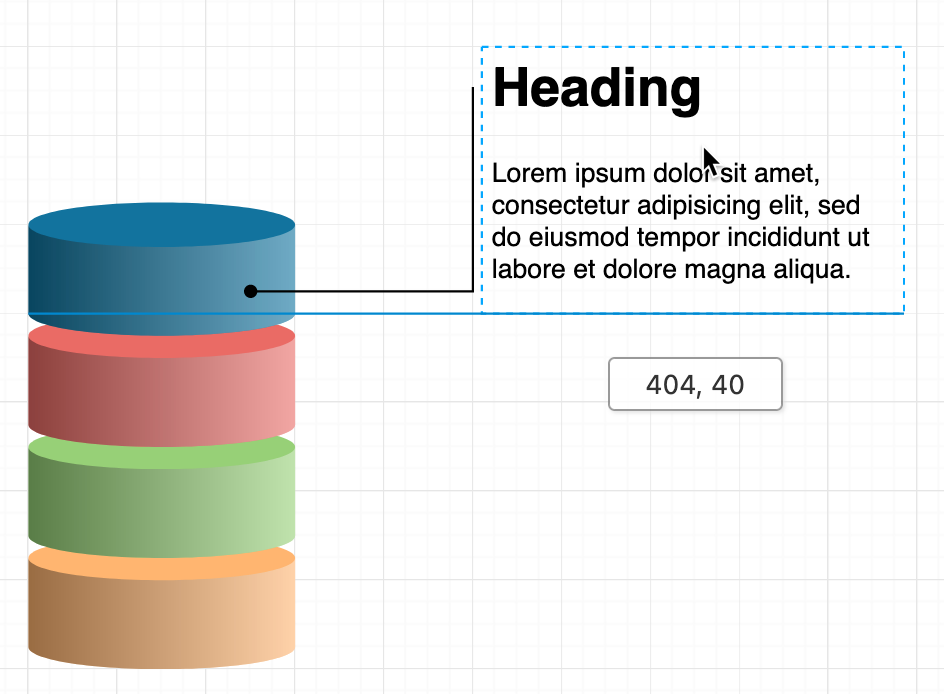 Heading
Lorem ipsum dolor sit amet,
consectetur adipisicing elit, sed
do eiusmod tempor incididunt ut
labore et dolore magna aliqua.
404, 40